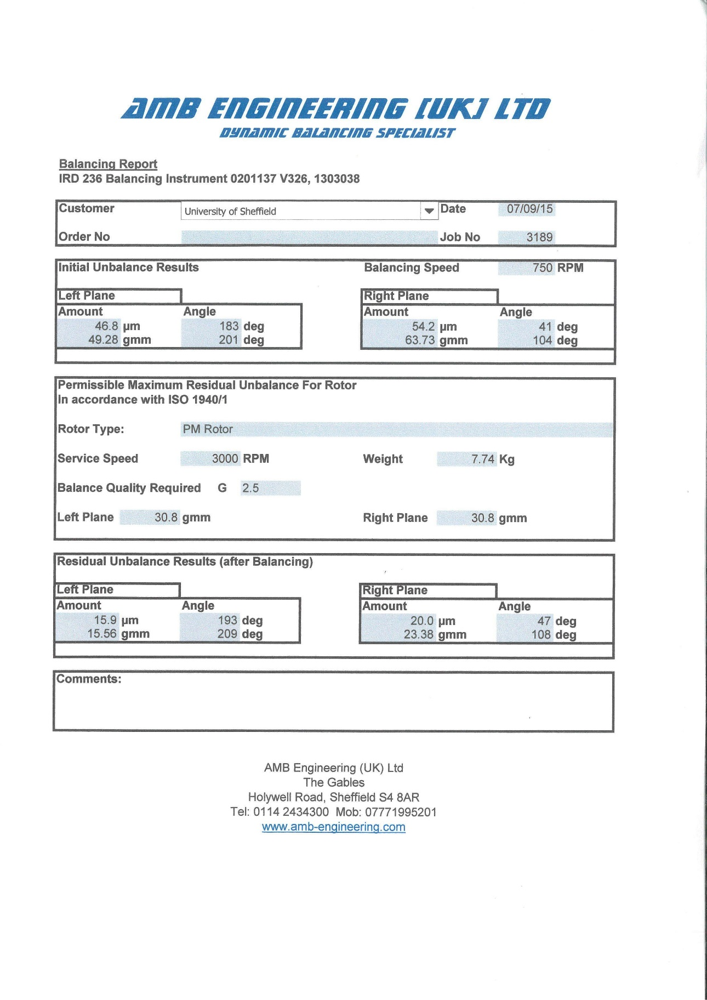 AMB ENGINEERING (UK) LTD
DYNAMIC BALANCING SPECIALIST
Balancing Report
IRD 236 Balancing Instrument 0201137 V326, 1303038
Customer University of Sheffield Date 07/09/15
Order No Job No 3189
Initial Unbalance Results Balancing Speed 750 RPM
Left Plane Right Plane
Amount Angle Amount Angle
46.8 µm 183 deg 54.2 µm 41 deg
49.28 gmm 201 deg 63.73 gmm 104 deg
Permissible Maximum Residual Unbalance For Rotor
In accordance with ISO 1940/1
Rotor Type: PM Rotor
Service Speed 3000 RPM Weight 7.74 Kg
Balance Quality Required G 2.5
Left Plane 30.8 gmm Right Plane 30.8 gmm
Residual Unbalance Results (after Balancing)
Left Plane Right Plane
Amount Angle Amount Angle
15.9 µm 193 deg 20.0 µm 47 deg
15.56 gmm 209 deg 23.38 gmm 108 deg
Comments:
AMB Engineering (UK) Ltd
The Gables
Holywell Road, Sheffield S4 8AR
Tel: 0114 2434300 Mob: 07771995201
www.amb-engineering.com